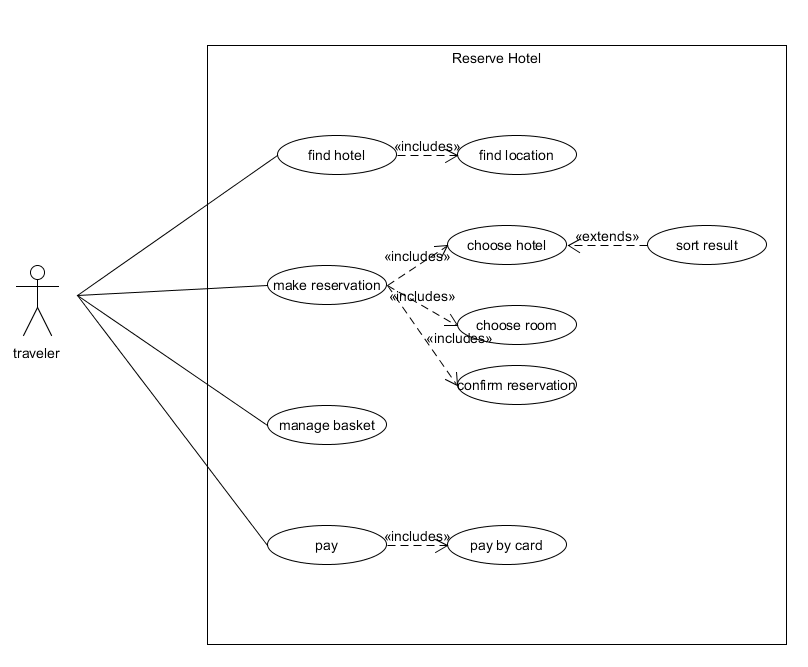 Reserve Hotel
find hotel
«includes»
find location
choose hotel
«extends»
sort result
«includes»
make reservation
«includes»
choose room
«includes»
confirm reservation
traveler
manage basket
pay
«includes»
pay by card